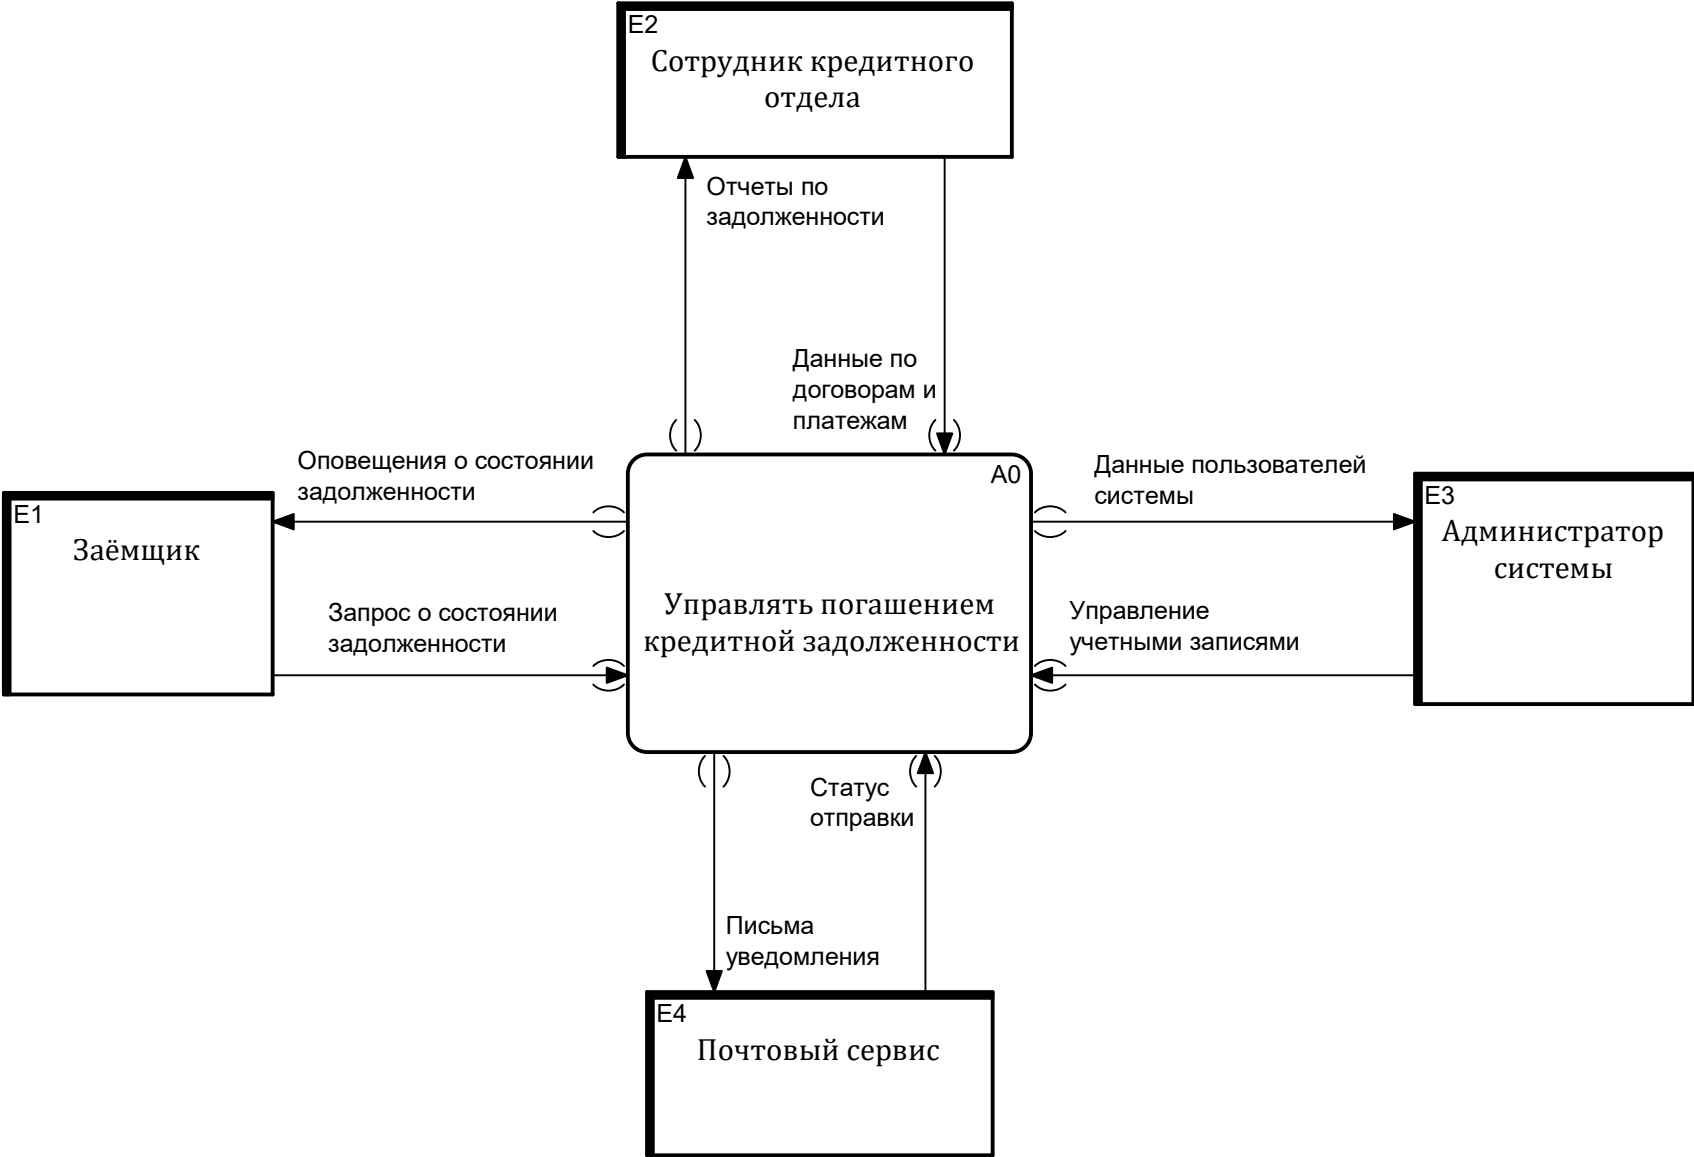 E2
Сотрудник кредитного
отдела
Отчеты по
задолженности
Данные по
договорам и
платежам
Оповещения о состоянии
задолженности
E1
Заёмщик
Запрос о состоянии
задолженности
A0
Управлять погашением
кредитной задолженности
Данные пользователей
системы
E3
Администратор
системы
Управление
учетными записями
Статус
отправки
Письма
уведомления
E4
Почтовый сервис